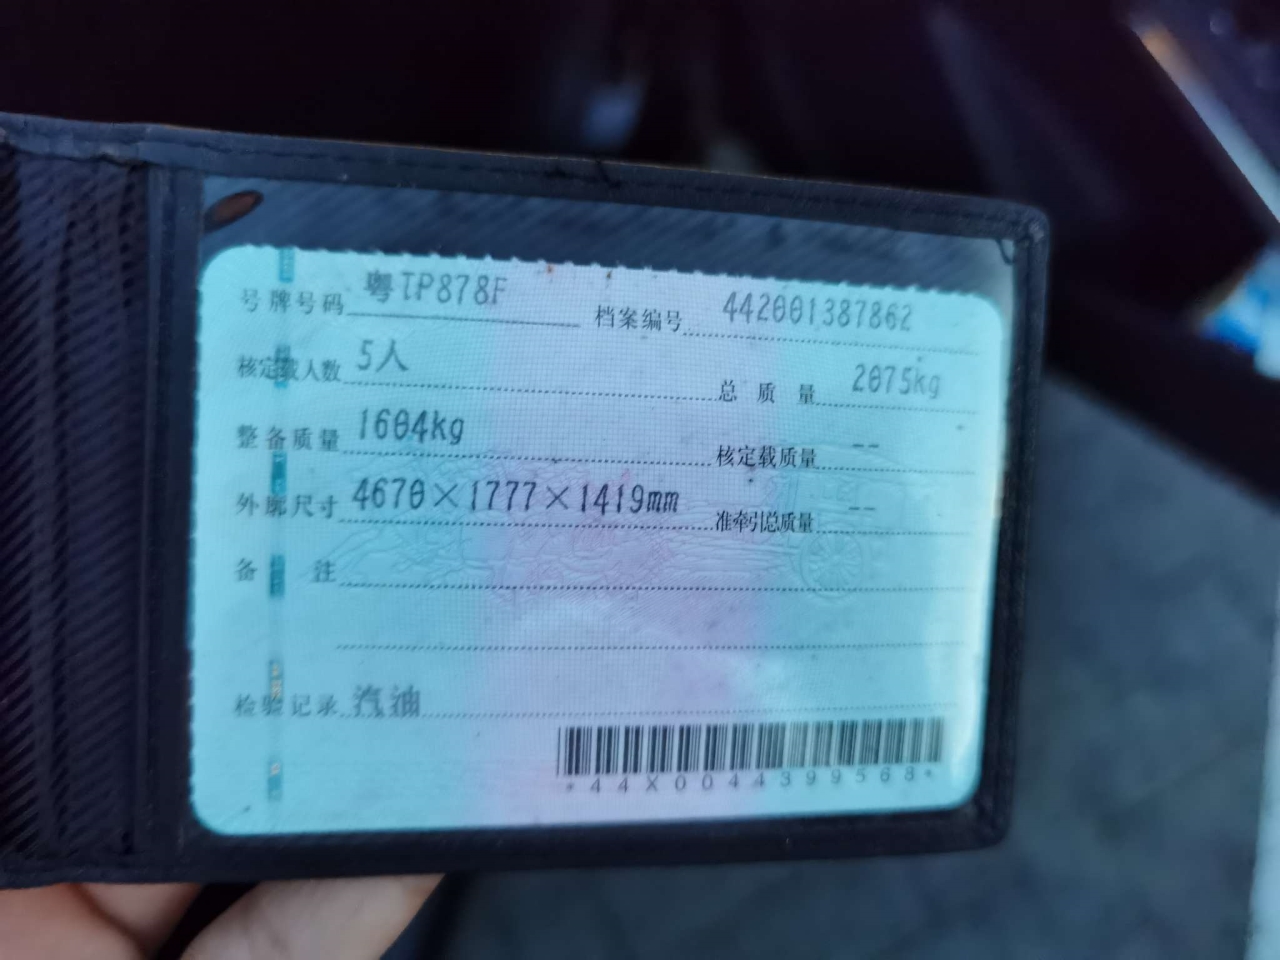 号牌号码 粤TP878F 档案编号 442001387862
核定载人数 5人 总质量 2075kg
整备质量 1604kg 核定载质量 --
外廓尺寸 4670×1777×1419mm 准牵引总质量 --
备注
检验记录 汽油
*44X0044399568*